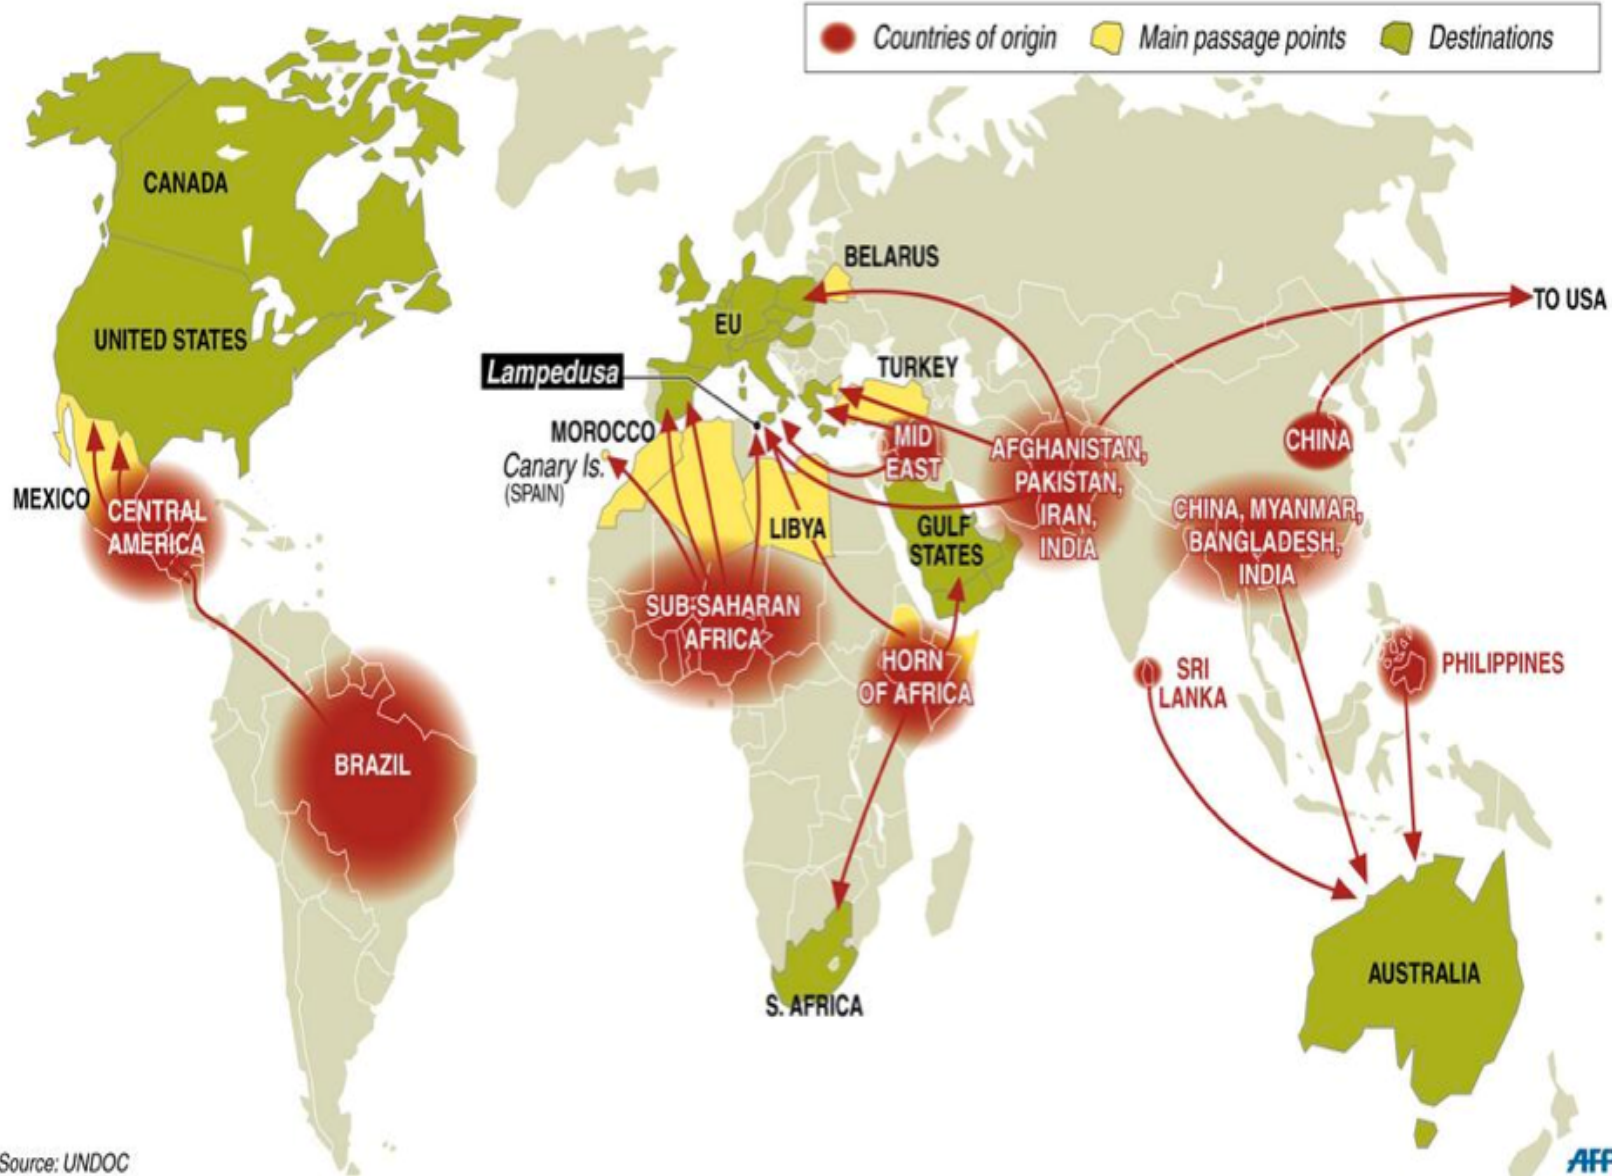 Countries of origin
Main passage points
Destinations
CANADA
UNITED STATES
MEXICO
CENTRAL
AMERICA
BRAZIL
BELARUS
EU
TO USA
Lampedusa
TURKEY
MOROCCO
Canary Is.
(SPAIN)
LIBYA
MID
EAST
AFGHANISTAN,
PAKISTAN,
IRAN,
INDIA
CHINA
GULF
STATES
CHINA, MYANMAR,
BANGLADESH,
INDIA
SUB-SAHARAN
AFRICA
HORN
OF AFRICA
SRI
LANKA
PHILIPPINES
S. AFRICA
AUSTRALIA
Source: UNDOC
AFP